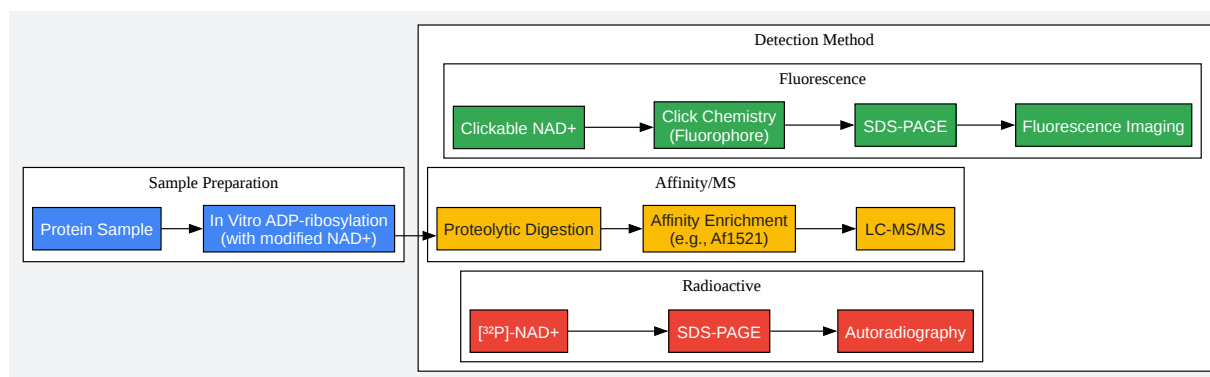 Detection Method
Fluorescence
Clickable NAD+
Click Chemistry
(Fluorophore)
SDS-PAGE
Fluorescence Imaging
Sample Preparation
Protein Sample
In Vitro ADP-ribosylation
(with modified NAD+)
Affinity/MS
Proteolytic Digestion
Affinity Enrichment
(e.g., Af1521)
LC-MS/MS
Radioactive
[³²P]-NAD+
SDS-PAGE
Autoradiography